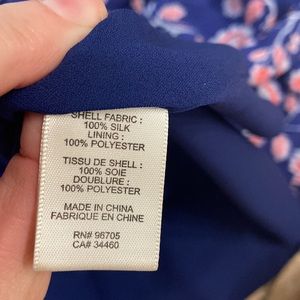 SHELL FABRIC :
100% SILK
LINING :
100% POLYESTER
TISSU DE SHELL :
100% SOIE
DOUBLURE :
100% POLYESTER
MADE IN CHINA
FABRIQUE EN CHINE
RN# 96705
CA# 34460